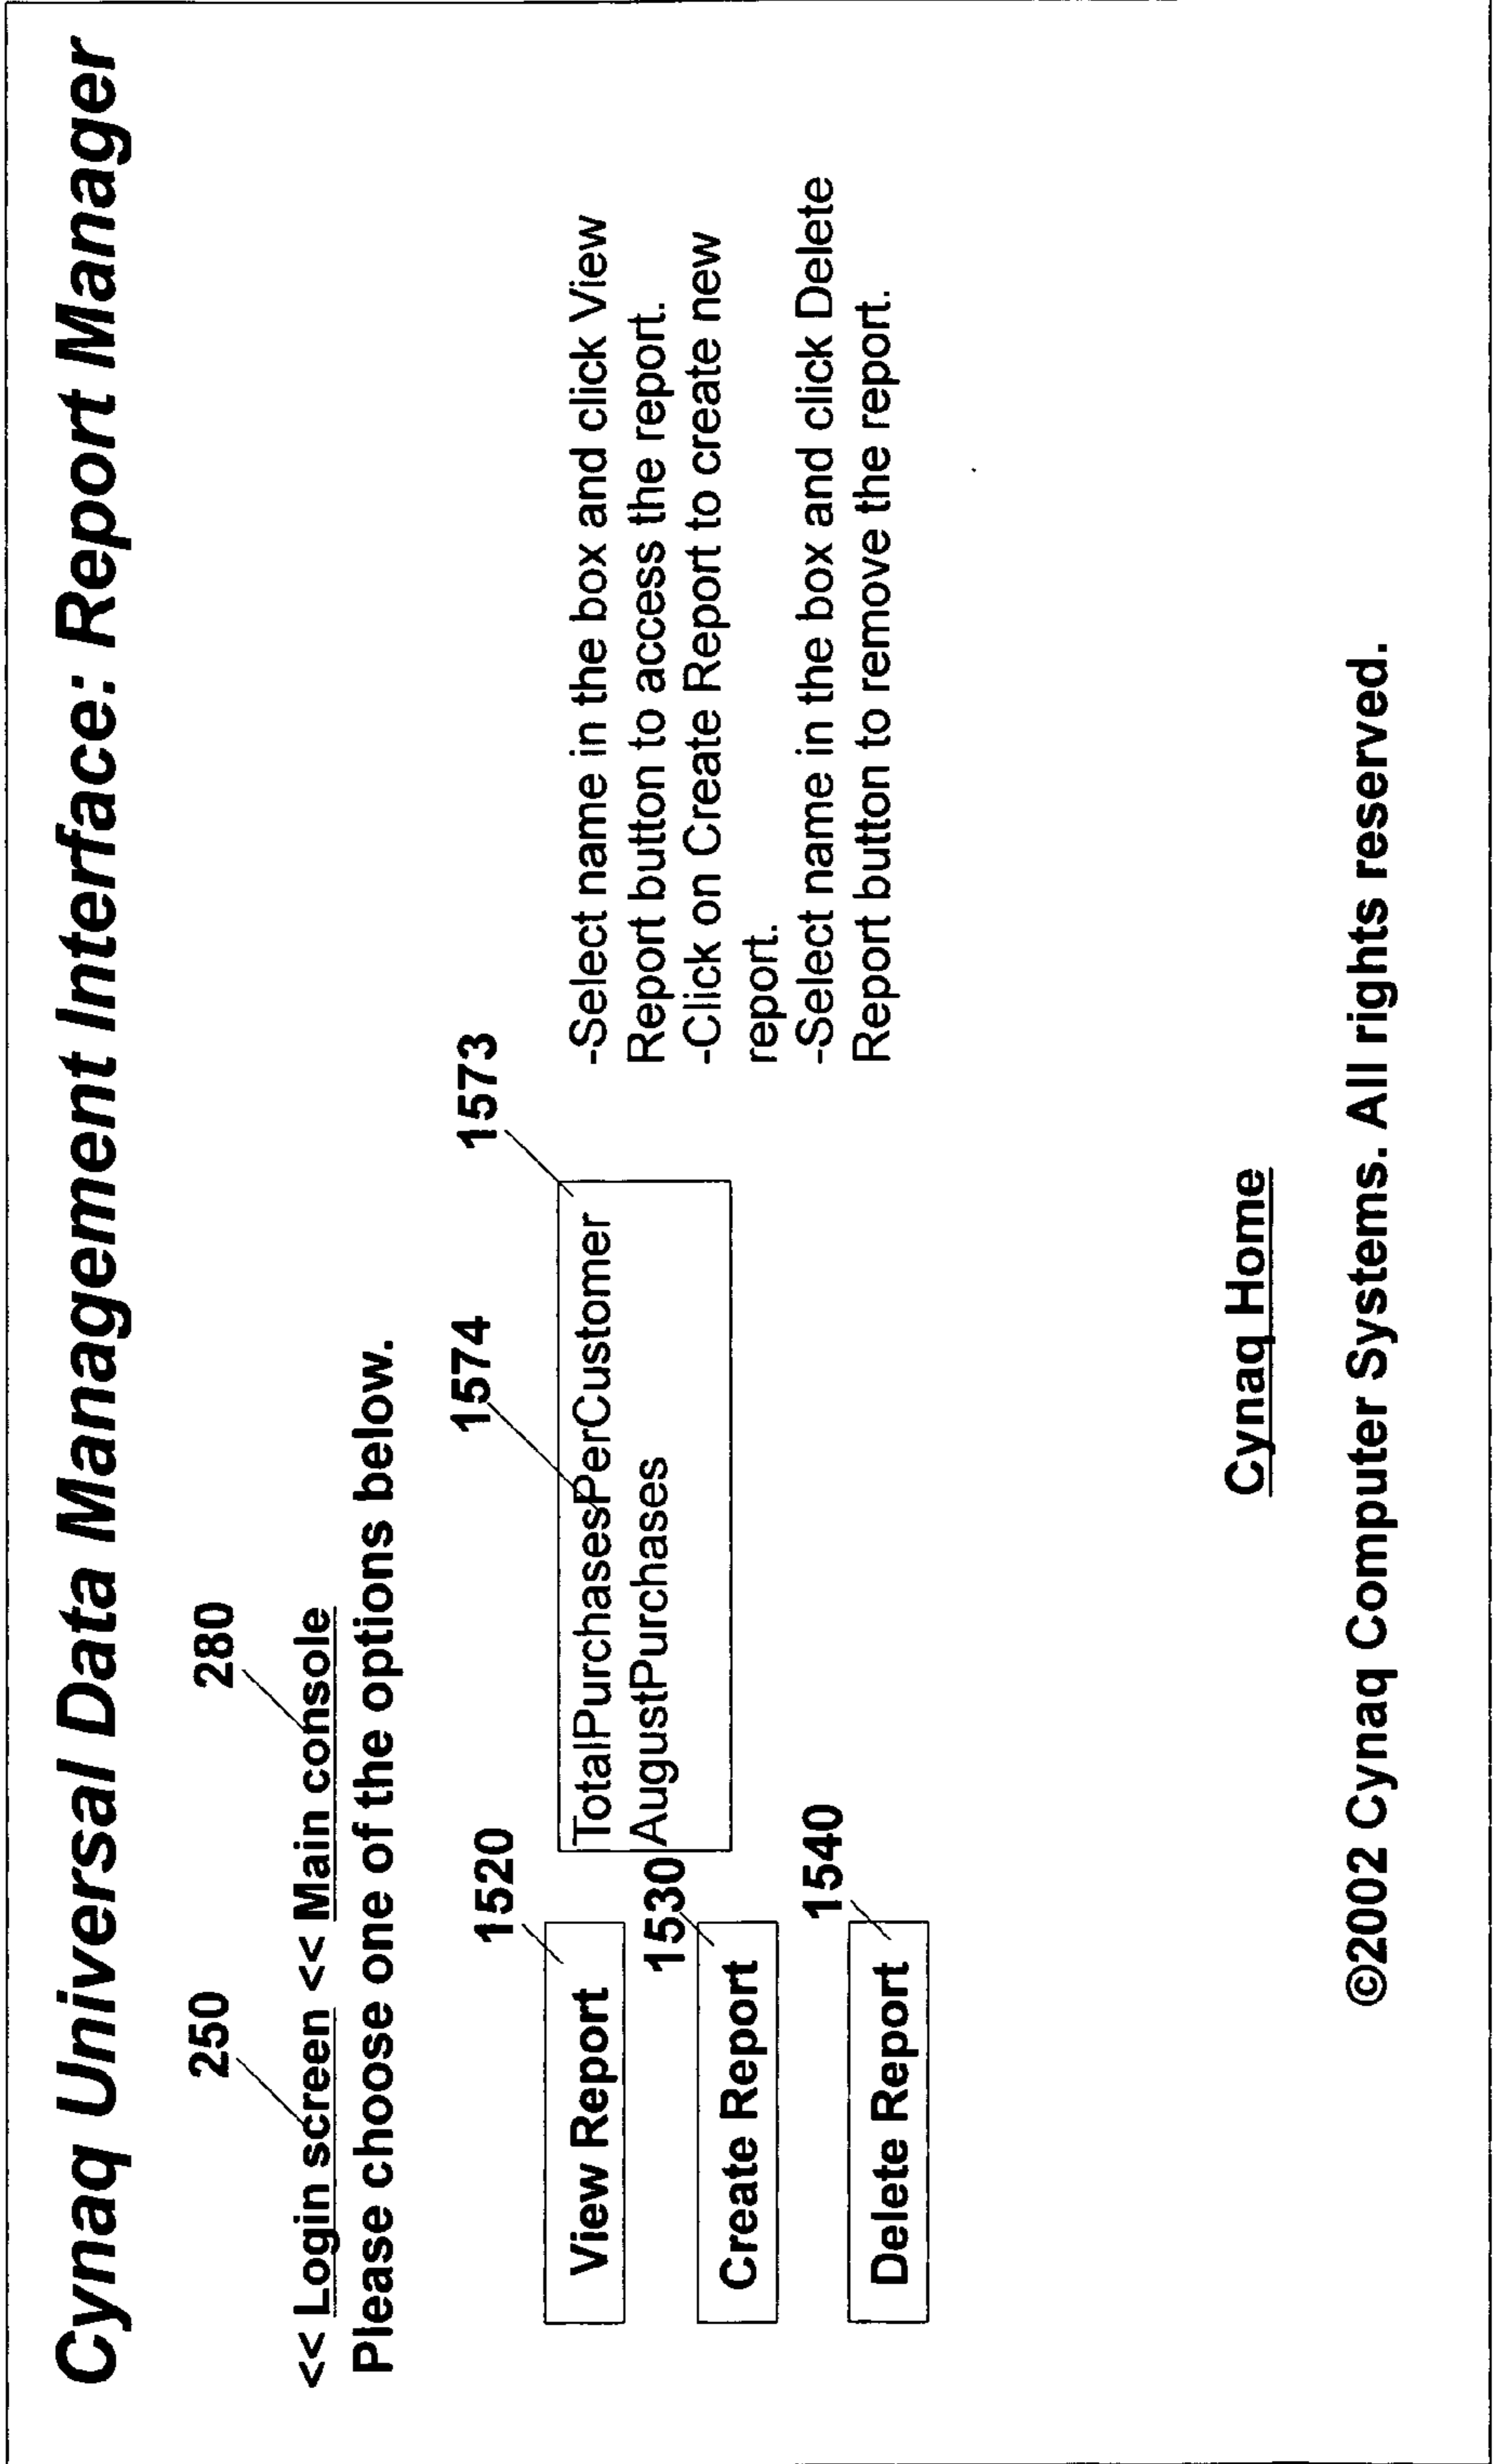 Cynaq Universal Data Management Interface: Report Manager
250
280
<< Login screen << Main console
Please choose one of the options below.
1520
1574
1573
View Report
TotalPurchasesPerCustomer
AugustPurchases
1530
Create Report
1540
Delete Report
-Select name in the box and click View
Report button to access the report.
-Click on Create Report to create new
report.
-Select name in the box and click Delete
Report button to remove the report.
Cynaq Home
©2002 Cynaq Computer Systems. All rights reserved.